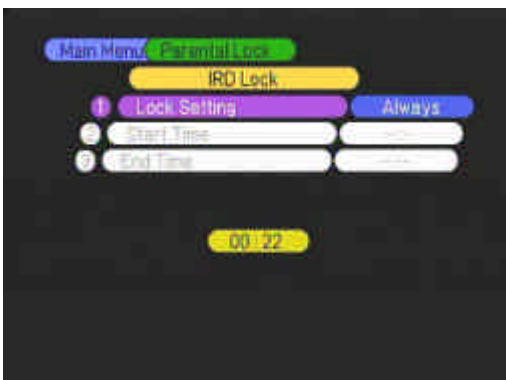 Main Menu Parental Lock
IRD Lock
1 Lock Setting Always
2 Start Time --:--
3 End Time --:--
00 : 22